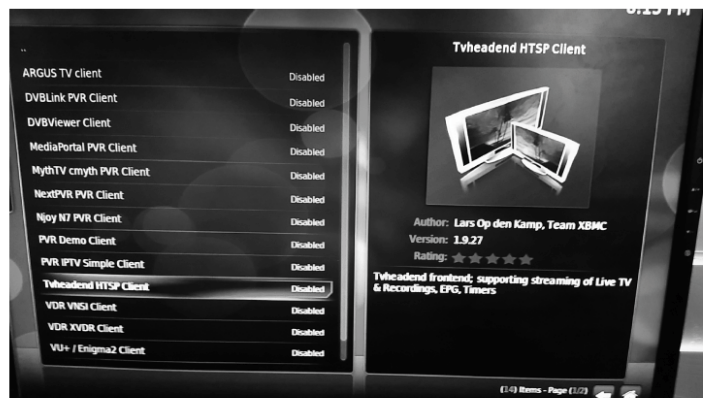 8:15 PM
..
ARGUS TV client Disabled
DVBLink PVR Client Disabled
DVBViewer Client Disabled
MediaPortal PVR Client Disabled
MythTV cmyth PVR Client Disabled
NextPVR PVR Client Disabled
Njoy N7 PVR Client Disabled
PVR Demo Client Disabled
PVR IPTV Simple Client Disabled
Tvheadend HTSP Client Disabled
VDR VNSI Client Disabled
VDR XVDR Client Disabled
VU+ / Enigma2 Client Disabled
Tvheadend HTSP Client
Author: Lars Op den Kamp, Team XBMC
Version: 1.9.27
Rating:
Tvheadend frontend; supporting streaming of Live TV
& Recordings, EPG, Timers
(14) Items - Page (1/2)